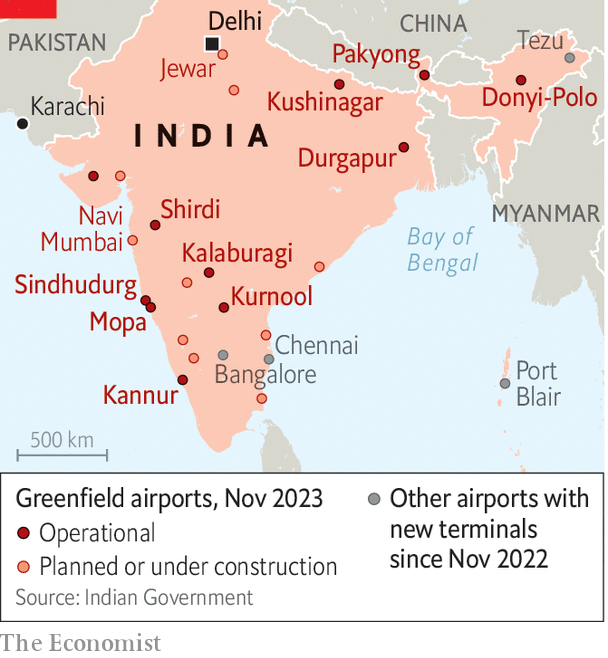 Delhi
CHINA
PAKISTAN
Tezu
Pakyong
Jewar
Kushinagar
Donyi-Polo
Karachi
INDIA
Durgapur
Navi
Mumbai
Shirdi
MYANMAR
Bay of
Bengal
Kalaburagi
Sindhudurg
Kurnool
Mopa
Chennai
Bangalore
Port
Blair
Kannur
500 km
Greenfield airports, Nov 2023
Operational
Planned or under construction
Source: Indian Government
Other airports with
new terminals
since Nov 2022
The Economist